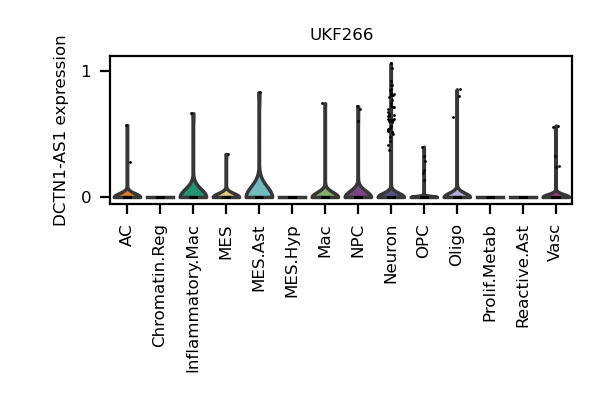 UKF266
DCTN1-AS1 expression
1
0
AC
Chromatin.Reg
Inflammatory.Mac
MES
MES.Ast
MES.Hyp
Mac
NPC
Neuron
OPC
Oligo
Prolif.Metab
Reactive.Ast
Vasc